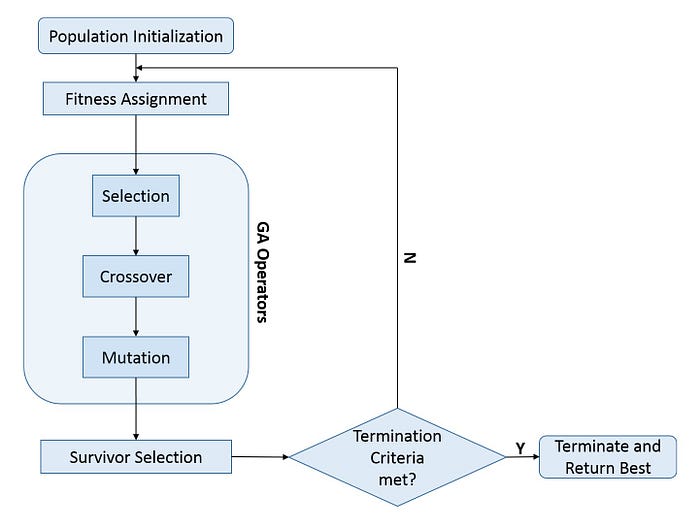 Population Initialization
Fitness Assignment
Selection
GA Operators
Crossover
N
Mutation
Survivor Selection
Termination
Criteria
met?
Y
Terminate and
Return Best